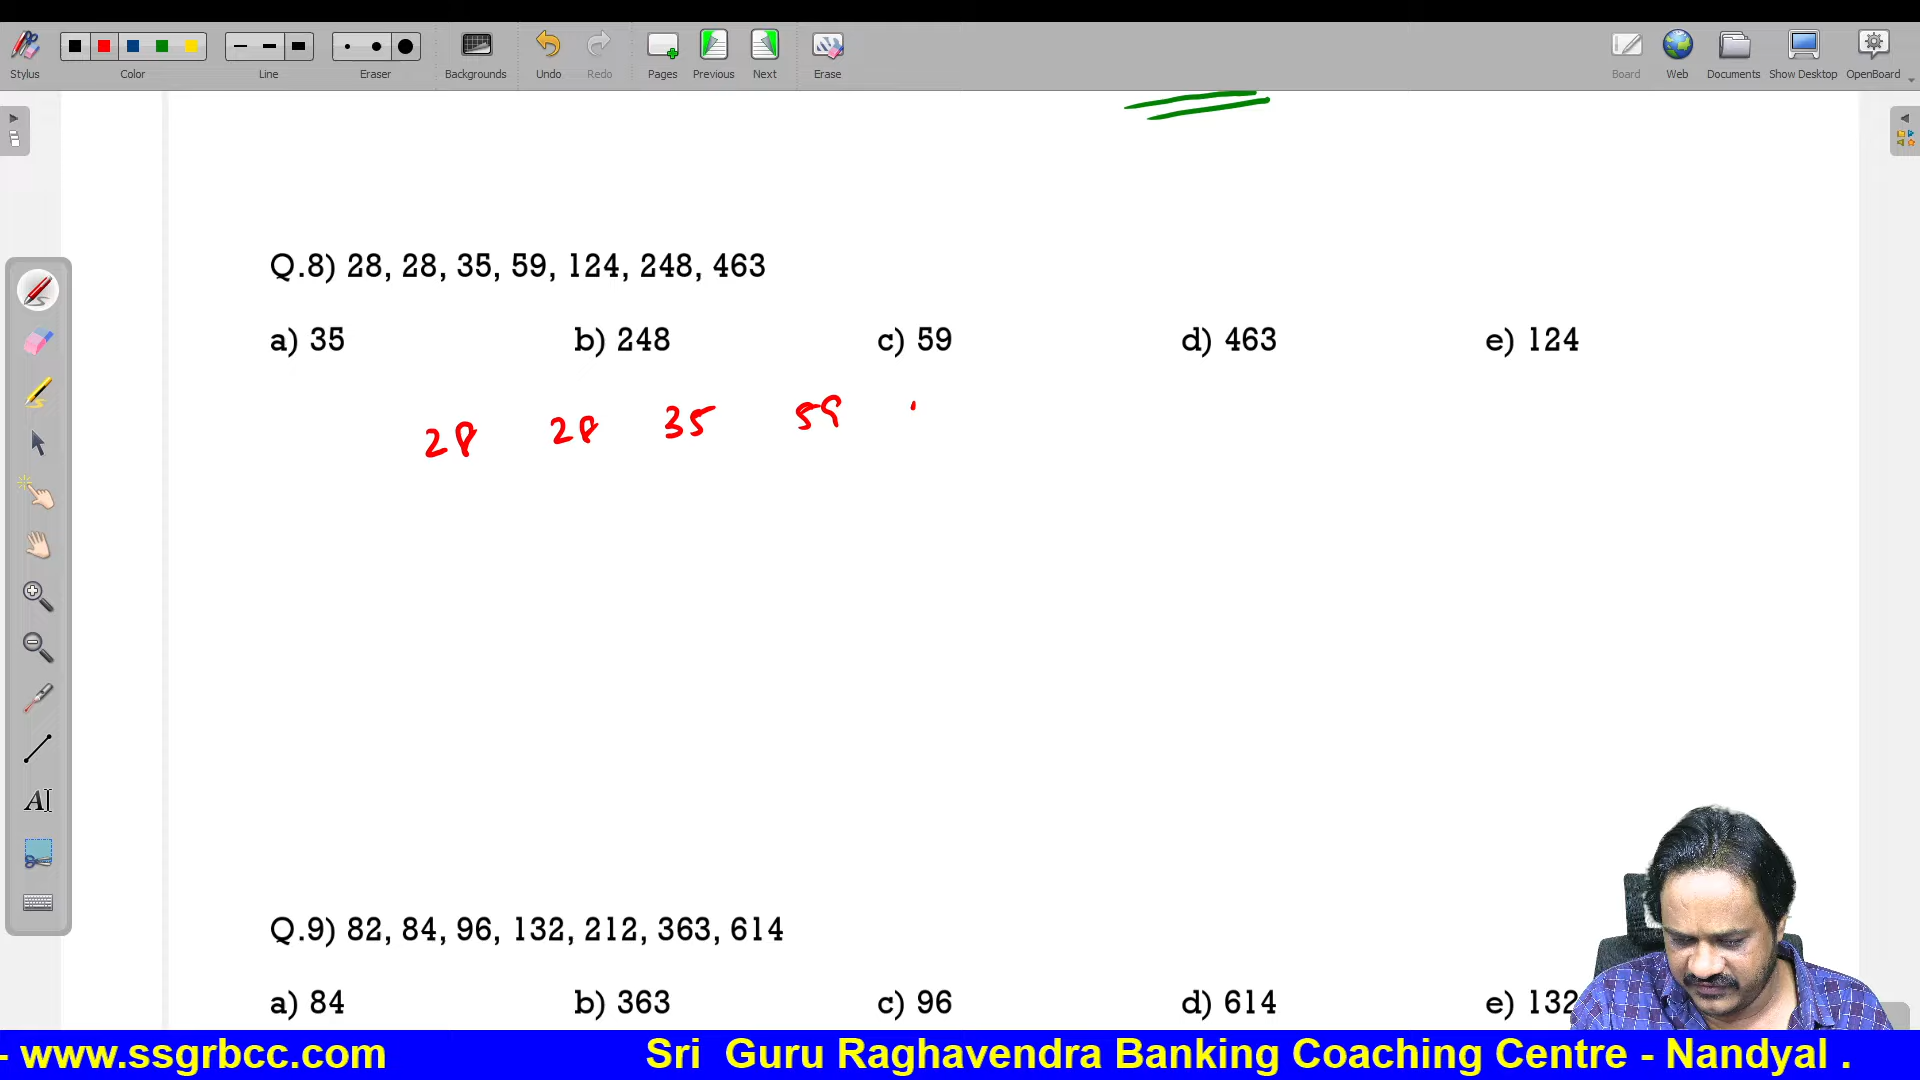 Stylus Color Line Eraser Backgrounds Undo Redo Pages Previous Next Erase Board Web Documents Show Desktop OpenBoard
Q.8) 28, 28, 35, 59, 124, 248, 463
a) 35 b) 248 c) 59 d) 463 e) 124
28 28 35 59
Q.9) 82, 84, 96, 132, 212, 363, 614
a) 84 b) 363 c) 96 d) 614 e) 132
- www.ssgrbcc.com Sri Guru Raghavendra Banking Coaching Centre - Nandyal .